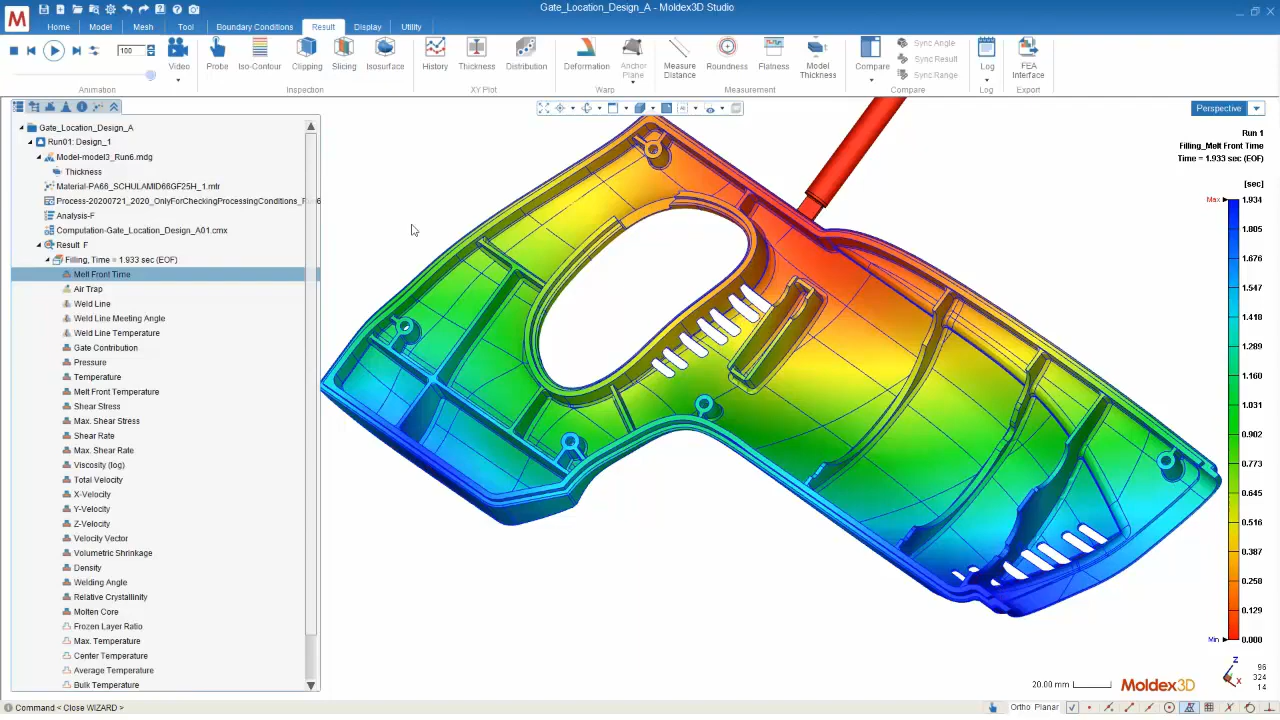 Gate_Location_Design_A - Moldex3D Studio
M
Home Model Mesh Tool Boundary Conditions Result Display Utility
100
Video
Probe Iso-Contour Clipping Slicing Isosurface
History Thickness Distribution
Deformation Anchor Plane
Measure Distance Roundness Flatness Model Thickness
Compare
Sync Angle
Sync Result
Sync Range
Log
FEA Interface
Animation Inspection XY Plot Warp Measurement Compare Log Export
Perspective
Gate_Location_Design_A
Run01: Design_1
Model-model3_Run6.mdg
Thickness
Material-PA66_SCHULAMID66GF25H_1.mtr
Process-20200721_2020_OnlyForCheckingProcessingConditions_
Analysis-F
Computation-Gate_Location_Design_A01.cmx
Result F
Filling, Time = 1.933 sec (EOF)
Melt Front Time
Air Trap
Weld Line
Weld Line Meeting Angle
Weld Line Temperature
Gate Contribution
Pressure
Temperature
Melt Front Temperature
Shear Stress
Max. Shear Stress
Shear Rate
Max. Shear Rate
Viscosity (log)
Total Velocity
X-Velocity
Y-Velocity
Z-Velocity
Velocity Vector
Volumetric Shrinkage
Density
Welding Angle
Relative Crystallinity
Molten Core
Frozen Layer Ratio
Max. Temperature
Center Temperature
Average Temperature
Bulk Temperature
Run 1
Filling_Melt Front Time
Time = 1.933 sec (EOF)
[sec]
Max 1.934
1.805
1.676
1.547
1.418
1.289
1.160
1.031
0.902
0.773
0.645
0.516
0.387
0.258
0.129
Min 0.000
20.00 mm
Moldex3D
Z
X
96
324
14
Command < Close WIZARD >
Ortho Planar